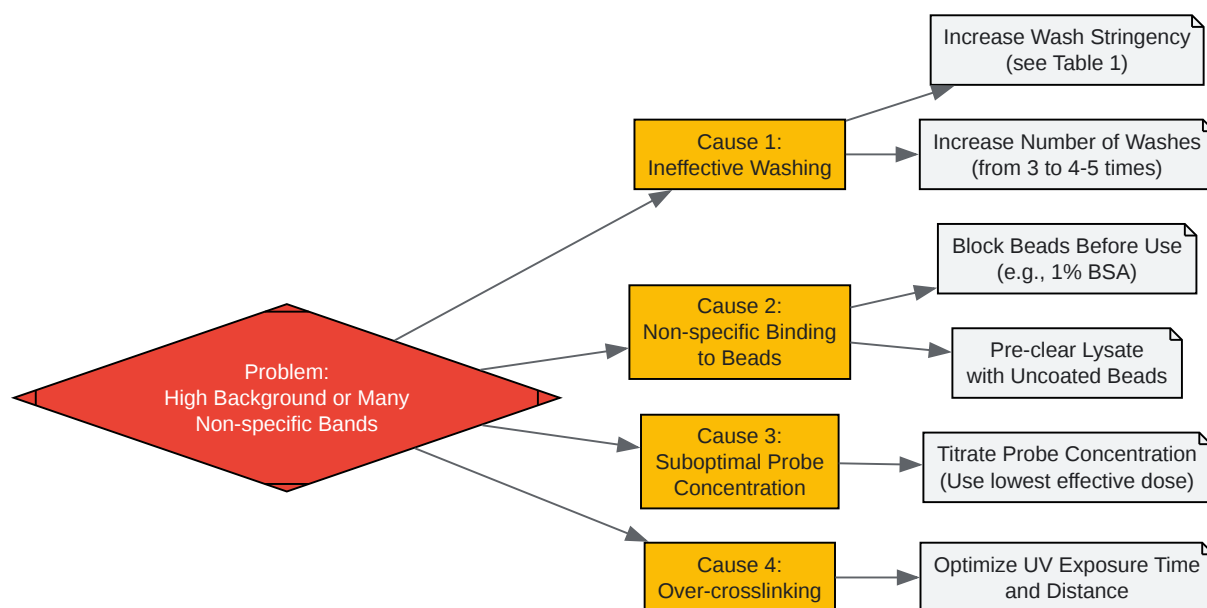 Problem:
High Background or Many
Non-specific Bands
Cause 1:
Ineffective Washing
Increase Wash Stringency
(see Table 1)
Increase Number of Washes
(from 3 to 4-5 times)
Cause 2:
Non-specific Binding
to Beads
Block Beads Before Use
(e.g., 1% BSA)
Pre-clear Lysate
with Uncoated Beads
Cause 3:
Suboptimal Probe
Concentration
Titrate Probe Concentration
(Use lowest effective dose)
Cause 4:
Over-crosslinking
Optimize UV Exposure Time
and Distance